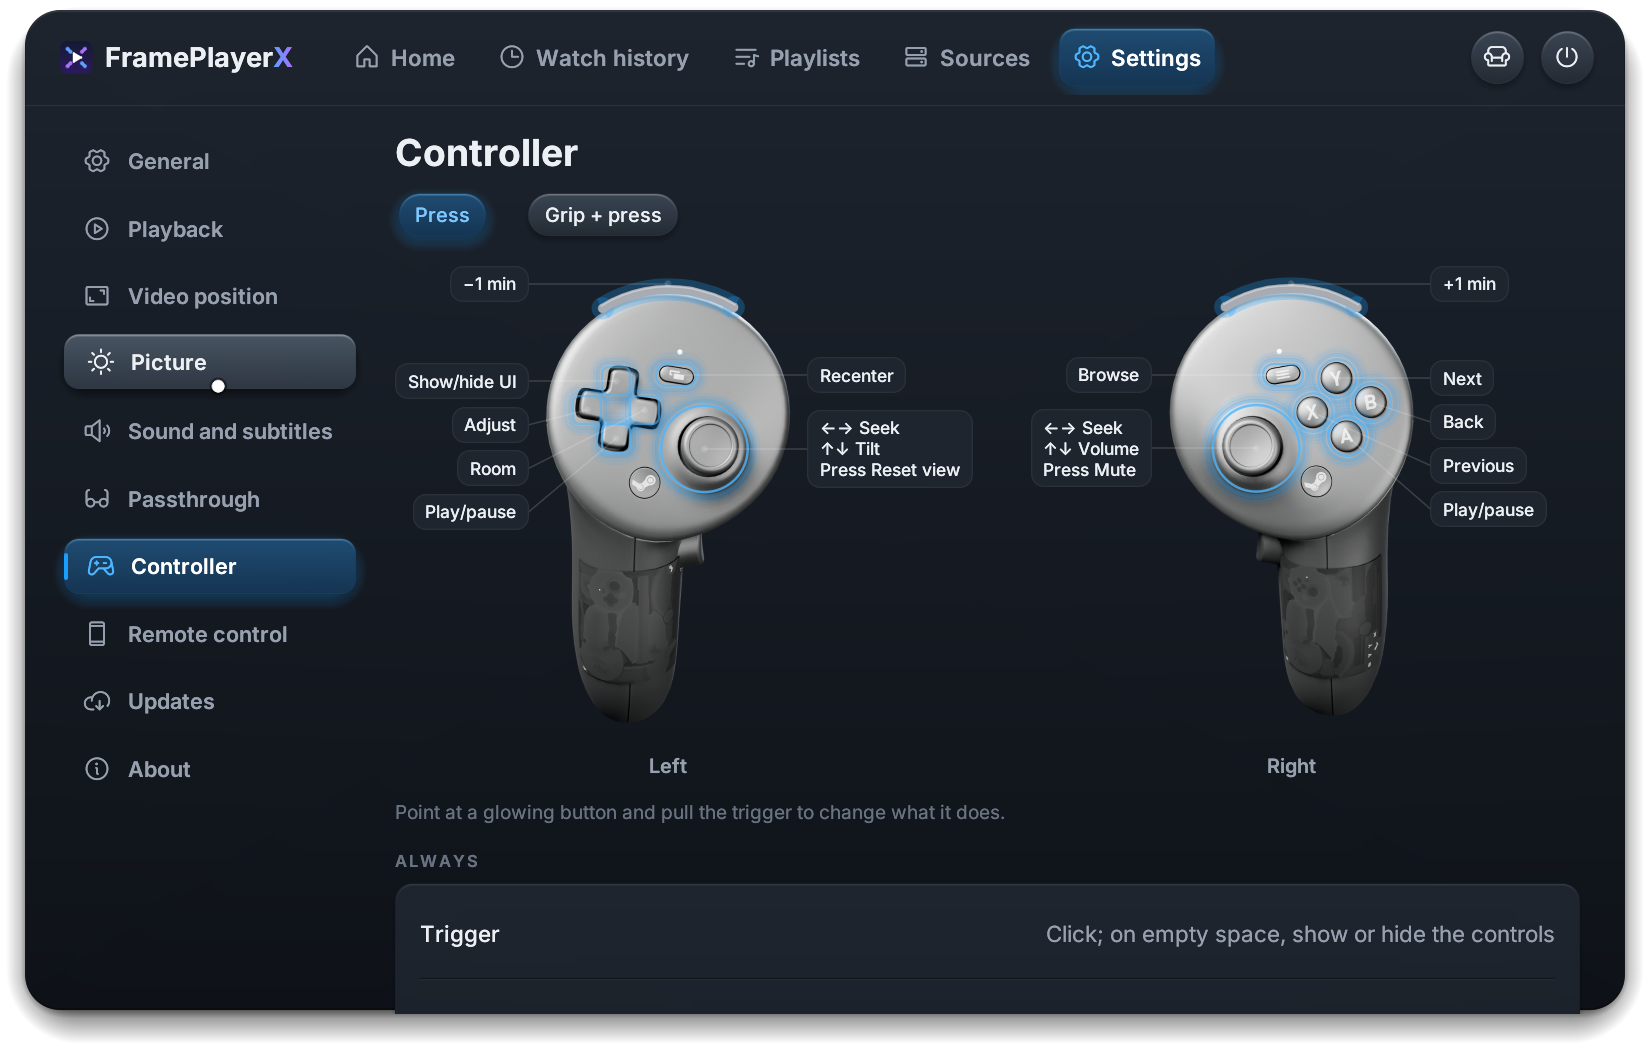 FramePlayerX
Home
Watch history
Playlists
Sources
Settings
General
Playback
Video position
Picture
Sound and subtitles
Passthrough
Controller
Remote control
Updates
About
Controller
Press
Grip + press
−1 min
Show/hide UI
Adjust
Room
Play/pause
Recenter
←→ Seek
↑↓ Tilt
Press Reset view
Left
+1 min
Browse
←→ Seek
↑↓ Volume
Press Mute
Y
B
X
A
Next
Back
Previous
Play/pause
Right
Point at a glowing button and pull the trigger to change what it does.
ALWAYS
Trigger
Click; on empty space, show or hide the controls